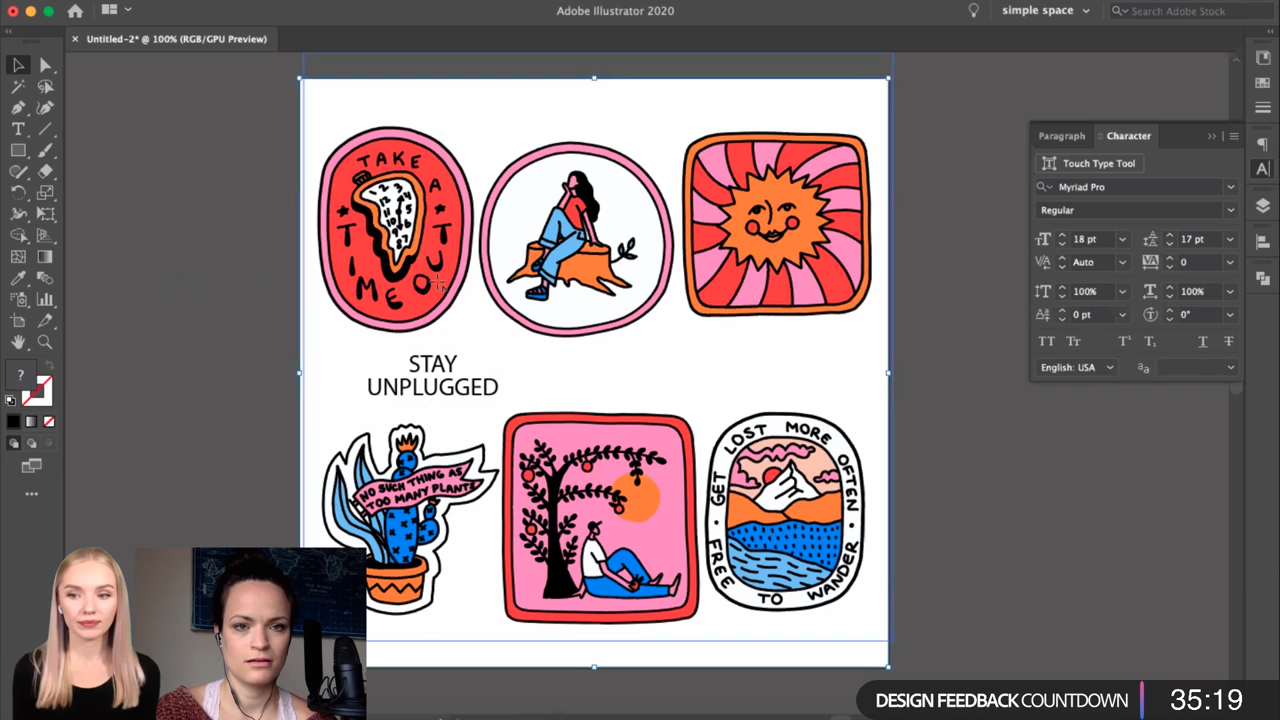 Adobe Illustrator 2020
simple space
Search Adobe Stock
Untitled-2* @ 100% (RGB/GPU Preview)
Paragraph
Character
Touch Type Tool
Myriad Pro
Regular
18 pt
17 pt
Auto
0
100%
100%
0 pt
0°
English: USA
TAKE
A
TIME OUT
STAY
UNPLUGGED
NO SUCH THING AS
TOO MANY PLANTS
GET LOST MORE OFTEN
FREE TO WANDER
DESIGN FEEDBACK COUNTDOWN
35:19